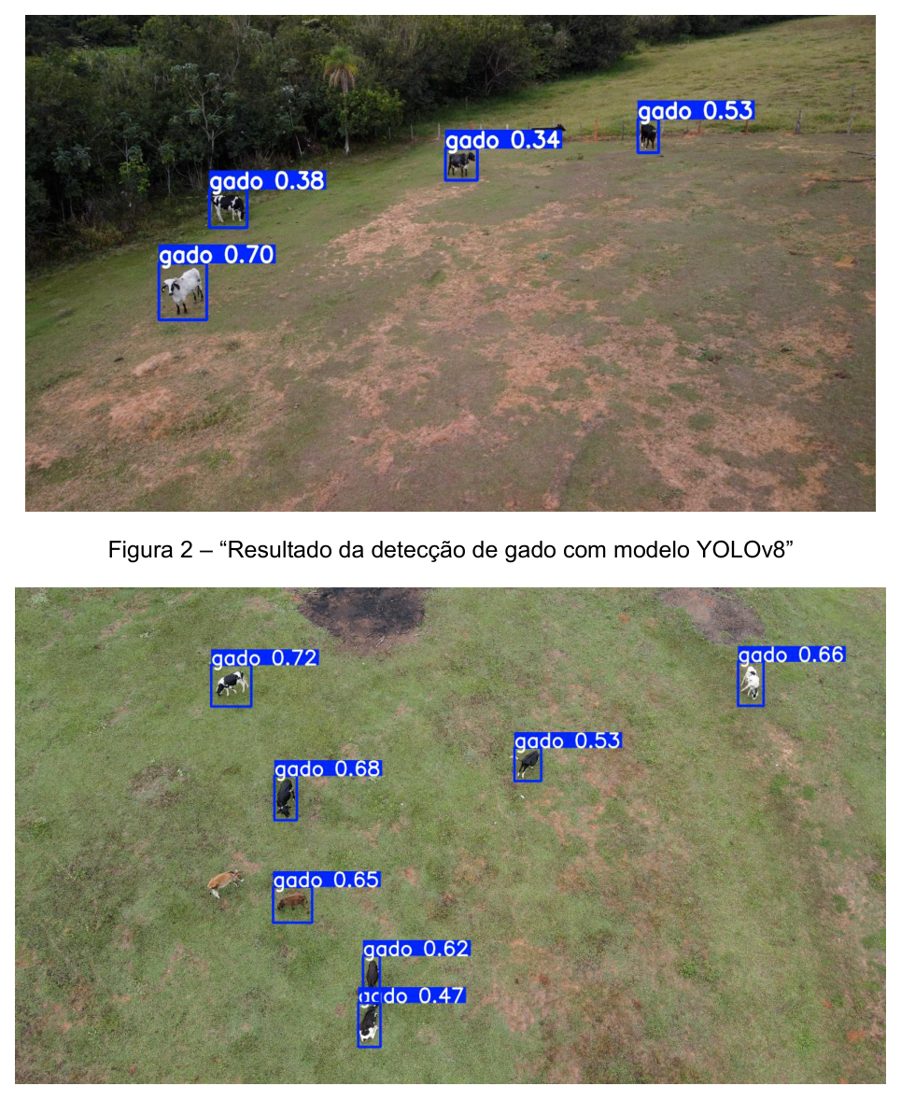 gado 0.53
gado 0.34
gado 0.38
gado 0.70
Figura 2 – “Resultado da detecção de gado com modelo YOLOv8”
gado 0.72
gado 0.66
gado 0.53
gado 0.68
gado 0.65
gado 0.62
gado 0.47